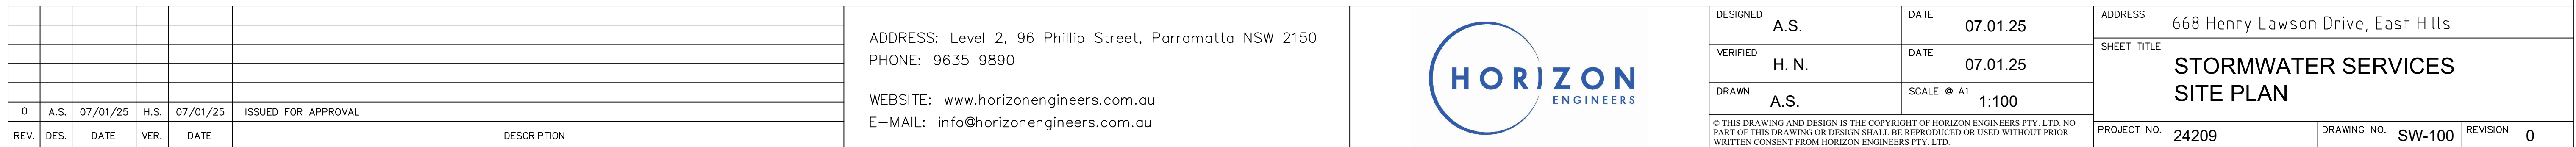 0 A.S. 07/01/25 H.S. 07/01/25 ISSUED FOR APPROVAL
REV. DES. DATE VER. DATE DESCRIPTION
ADDRESS: Level 2, 96 Phillip Street, Parramatta NSW 2150
PHONE: 9635 9890
WEBSITE: www.horizonengineers.com.au
E-MAIL: info@horizonengineers.com.au
HORIZON
ENGINEERS
DESIGNED A.S. DATE 07.01.25
VERIFIED H. N. DATE 07.01.25
DRAWN A.S. SCALE @ A1 1:100
© THIS DRAWING AND DESIGN IS THE COPYRIGHT OF HORIZON ENGINEERS PTY. LTD. NO
PART OF THIS DRAWING OR DESIGN SHALL BE REPRODUCED OR USED WITHOUT PRIOR
WRITTEN CONSENT FROM HORIZON ENGINEERS PTY. LTD.
ADDRESS 668 Henry Lawson Drive, East Hills
SHEET TITLE
STORMWATER SERVICES
SITE PLAN
PROJECT NO. 24209 DRAWING NO. SW-100 REVISION 0